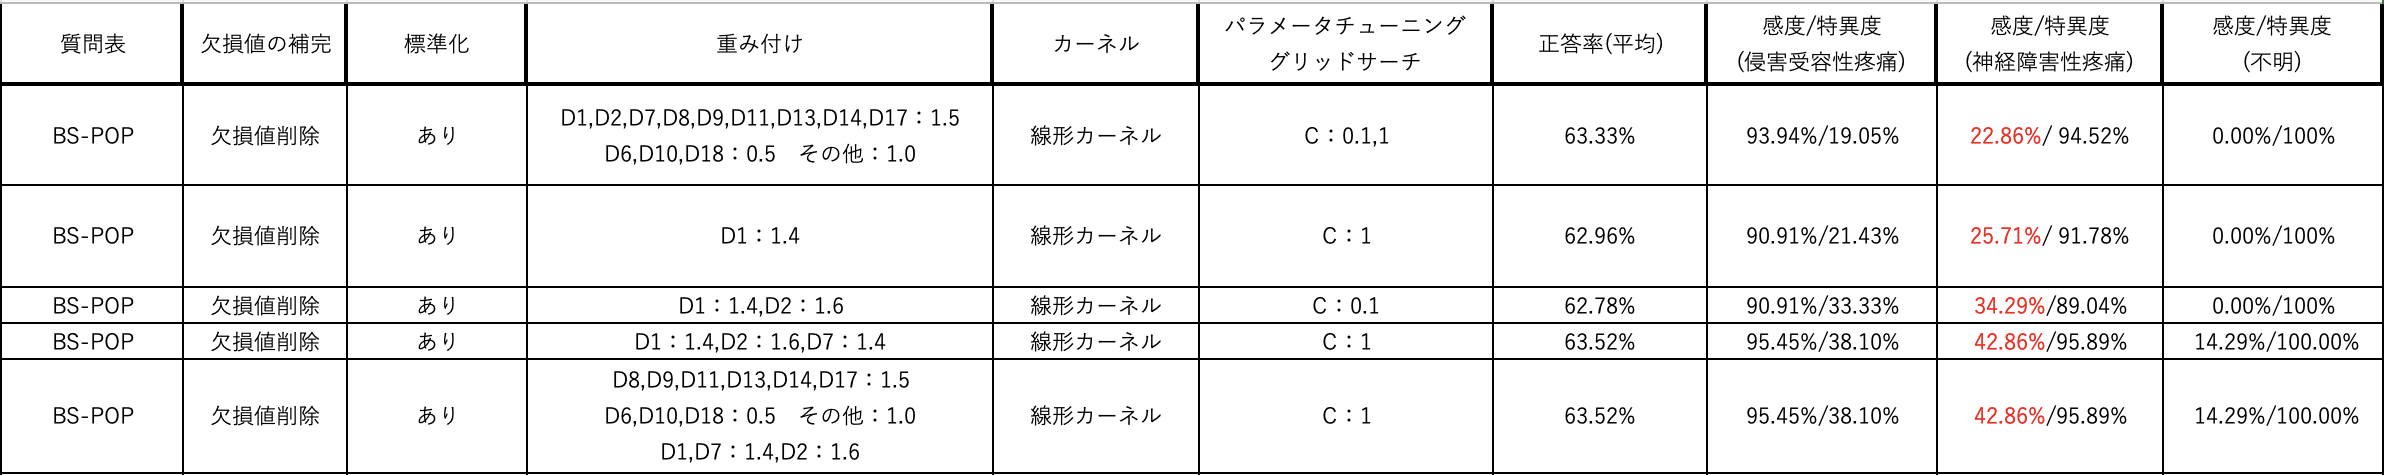 質問表
欠損値の補完
標準化
重み付け
カーネル
パラメータチューニング
グリッドサーチ
正答率(平均)
感度/特異度
(侵害受容性疼痛)
感度/特異度
(神経障害性疼痛)
感度/特異度
(不明)
BS-POP
欠損値削除
あり
D1,D2,D7,D8,D9,D11,D13,D14,D17：1.5
D6,D10,D18：0.5　その他：1.0
線形カーネル
C：0.1,1
63.33%
93.94%/19.05%
22.86%/ 94.52%
0.00%/100%
BS-POP
欠損値削除
あり
D1：1.4
線形カーネル
C：1
62.96%
90.91%/21.43%
25.71%/ 91.78%
0.00%/100%
BS-POP
欠損値削除
あり
D1：1.4,D2：1.6
線形カーネル
C：0.1
62.78%
90.91%/33.33%
34.29%/89.04%
0.00%/100%
BS-POP
欠損値削除
あり
D1：1.4,D2：1.6,D7：1.4
線形カーネル
C：1
63.52%
95.45%/38.10%
42.86%/95.89%
14.29%/100.00%
BS-POP
欠損値削除
あり
D8,D9,D11,D13,D14,D17：1.5
D6,D10,D18：0.5　その他：1.0
D1,D7：1.4,D2：1.6
線形カーネル
C：1
63.52%
95.45%/38.10%
42.86%/95.89%
14.29%/100.00%